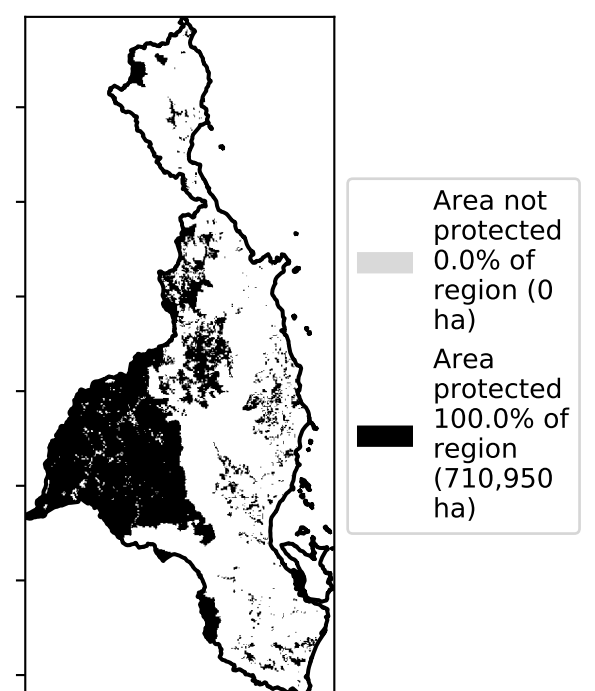 Area not
protected
0.0% of
region (0
ha)
Area
protected
100.0% of
region
(710,950
ha)